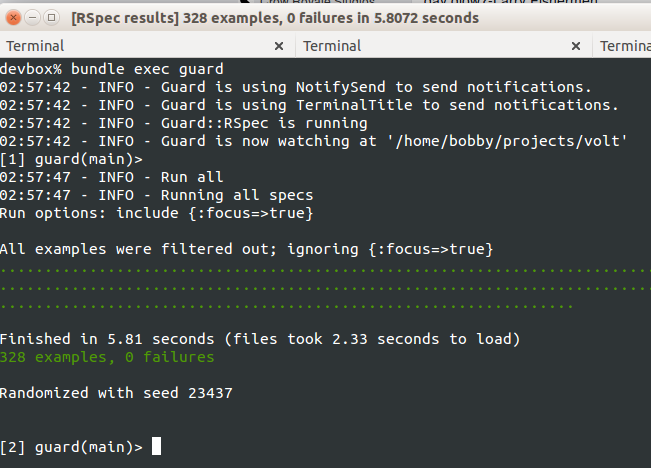 [RSpec results] 328 examples, 0 failures in 5.8072 seconds
Terminal
Terminal
Termina
devbox% bundle exec guard
02:57:42 - INFO - Guard is using NotifySend to send notifications.
02:57:42 - INFO - Guard is using TerminalTitle to send notifications.
02:57:42 - INFO - Guard::RSpec is running
02:57:42 - INFO - Guard is now watching at '/home/bobby/projects/volt'
[1] guard(main)>
02:57:47 - INFO - Run all
02:57:47 - INFO - Running all specs
Run options: include {:focus=>true}
All examples were filtered out; ignoring {:focus=>true}
Finished in 5.81 seconds (files took 2.33 seconds to load)
328 examples, 0 failures
Randomized with seed 23437
[2] guard(main)>